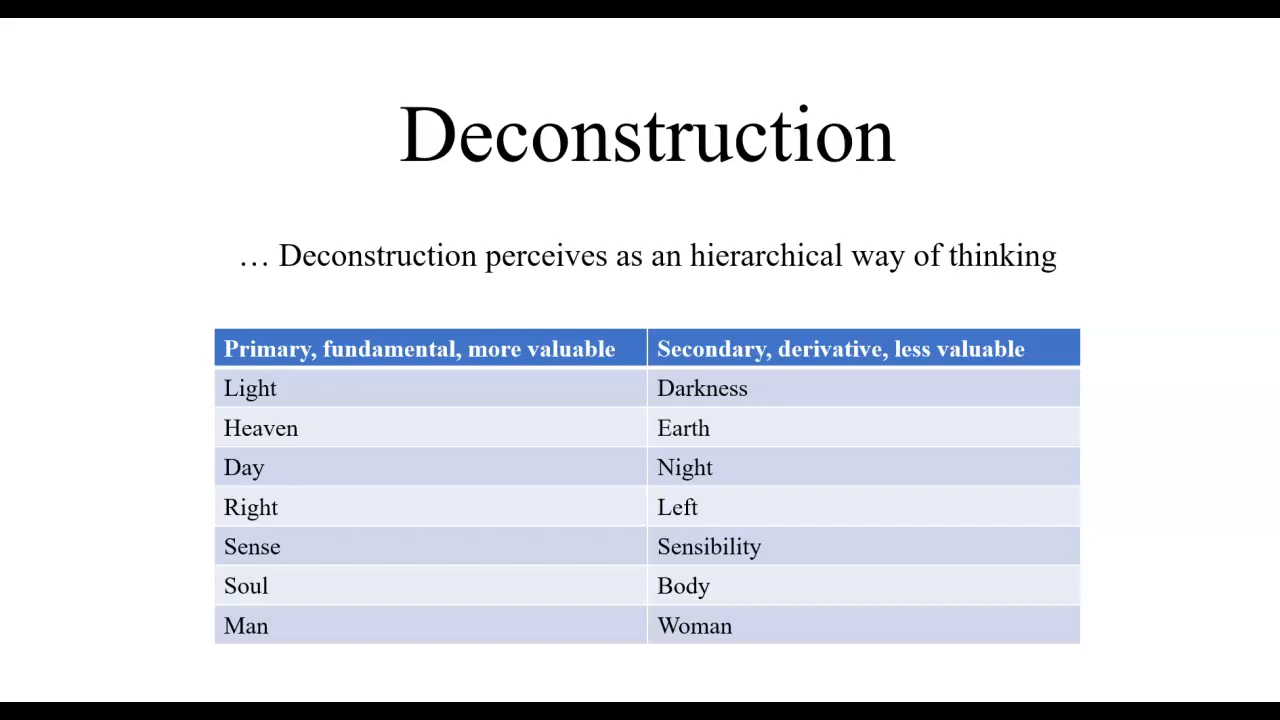 Deconstruction
… Deconstruction perceives as an hierarchical way of thinking
Primary, fundamental, more valuable Secondary, derivative, less valuable
Light Darkness
Heaven Earth
Day Night
Right Left
Sense Sensibility
Soul Body
Man Woman